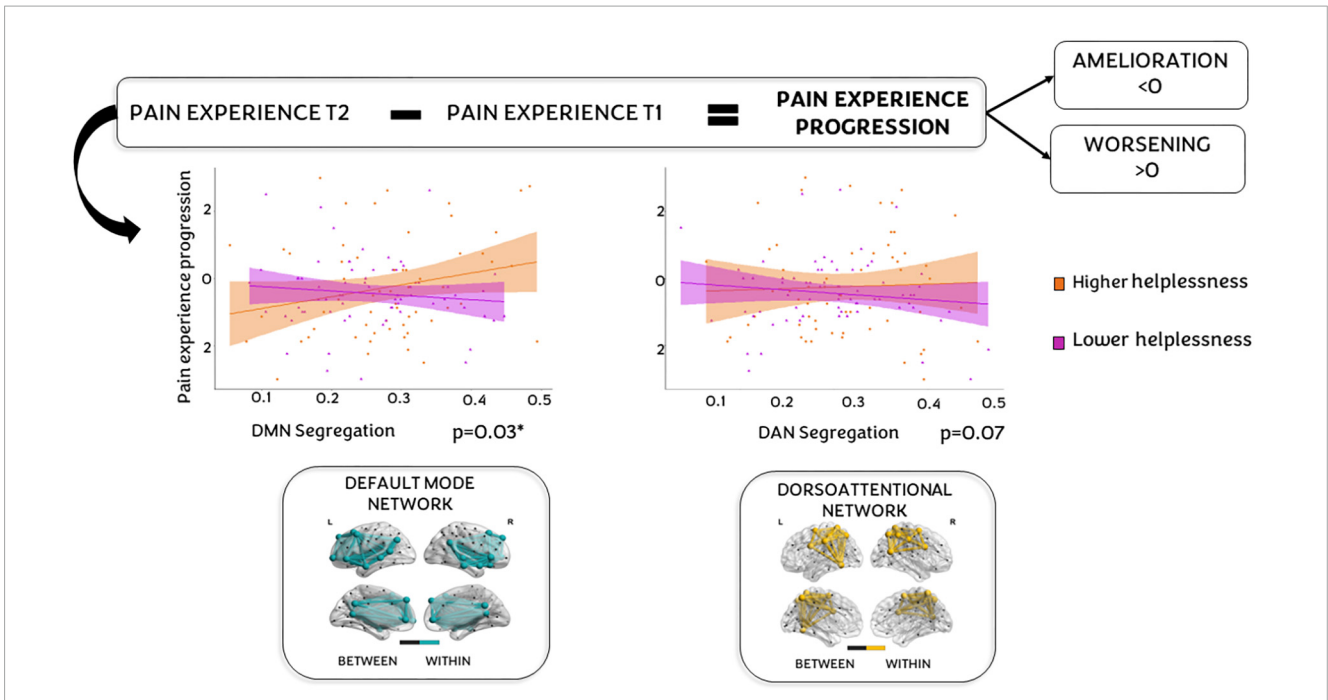 AMELIORATION
<0
PAIN EXPERIENCE T2 - PAIN EXPERIENCE T1 = PAIN EXPERIENCE
PROGRESSION
WORSENING
>0
Pain experience progression
2
0
2
0.1 0.2 0.3 0.4 0.5
DMN Segregation p=0.03*
2
0
2
0.1 0.2 0.3 0.4 0.5
DAN Segregation p=0.07
Higher helplessness
Lower helplessness
DEFAULT MODE
NETWORK
L R
BETWEEN WITHIN
DORSOATTENTIONAL
NETWORK
L R
BETWEEN WITHIN